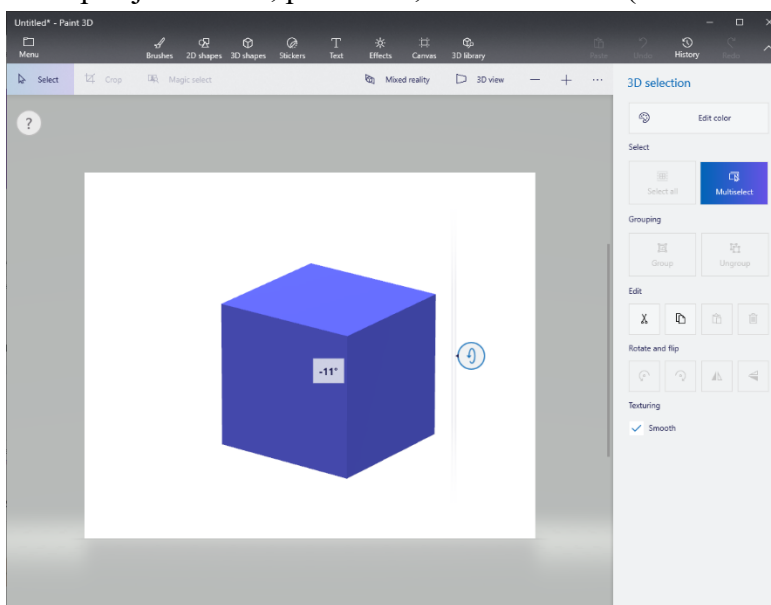 Untitled* - Paint 3D
Menu
Brushes 2D shapes 3D shapes Stickers Text Effects Canvas 3D library Paste Undo History Redo
Select Crop Magic select Mixed reality 3D view
3D selection
?
Edit color
Select
Select all Multiselect
Grouping
Group Ungroup
Edit
-11°
Rotate and flip
Texturing
Smooth